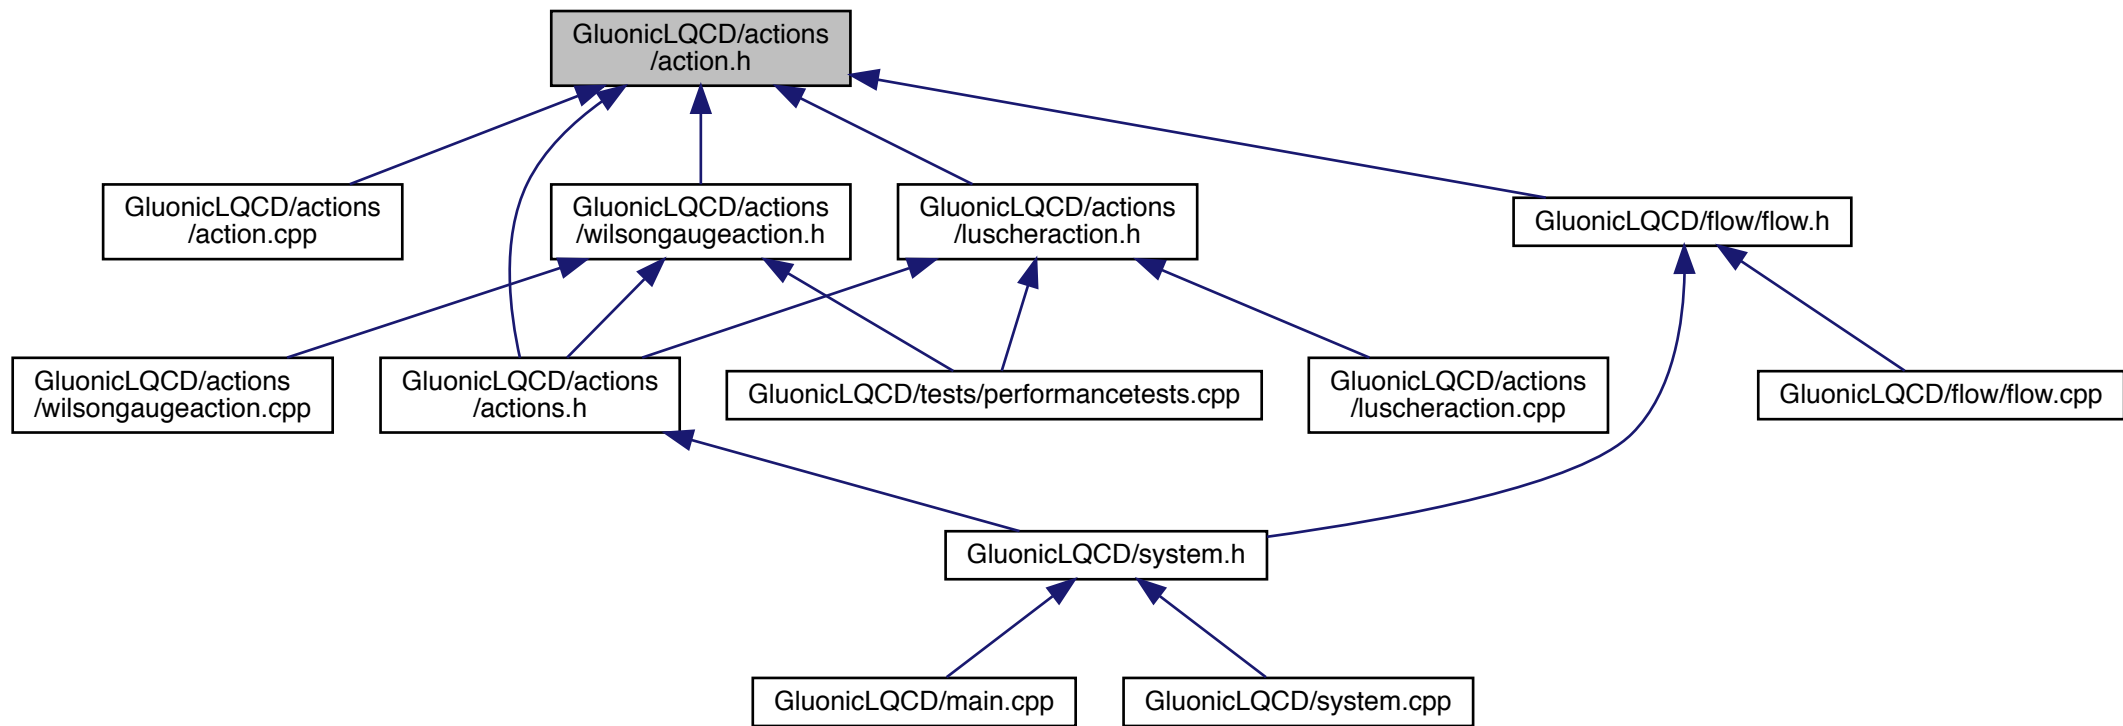 GluonicLQCD/actions
/action.h
GluonicLQCD/actions
/action.cpp
GluonicLQCD/actions
/wilsongaugeaction.h
GluonicLQCD/actions
/luscheraction.h
GluonicLQCD/flow/flow.h
GluonicLQCD/actions
/wilsongaugeaction.cpp
GluonicLQCD/actions
/actions.h
GluonicLQCD/tests/performancetests.cpp
GluonicLQCD/actions
/luscheraction.cpp
GluonicLQCD/flow/flow.cpp
GluonicLQCD/system.h
GluonicLQCD/main.cpp
GluonicLQCD/system.cpp